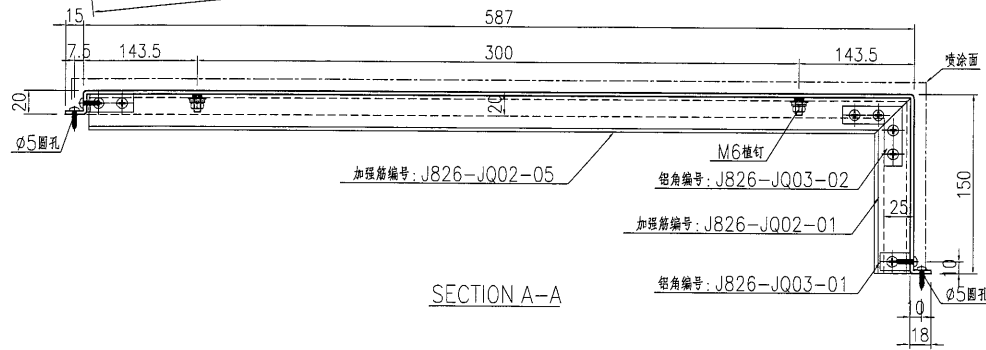 15
587
7.5
143.5
300
143.5
喷涂面
20
20
Ø5圆孔
M6植钉
加强筋编号:J826-JQ02-05
铝角编号:J826-JQ03-02
150
25
加强筋编号:J826-JQ02-01
10
铝角编号:J826-JQ03-01
SECTION A-A
Ø5圆孔
10
18